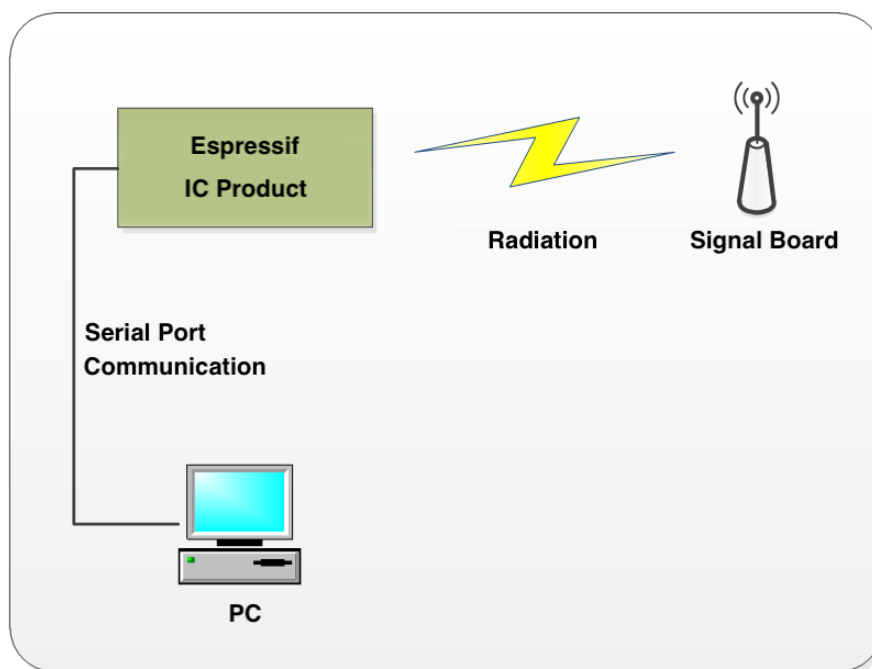 Espressif
IC Product
Radiation
Signal Board
Serial Port
Communication
PC